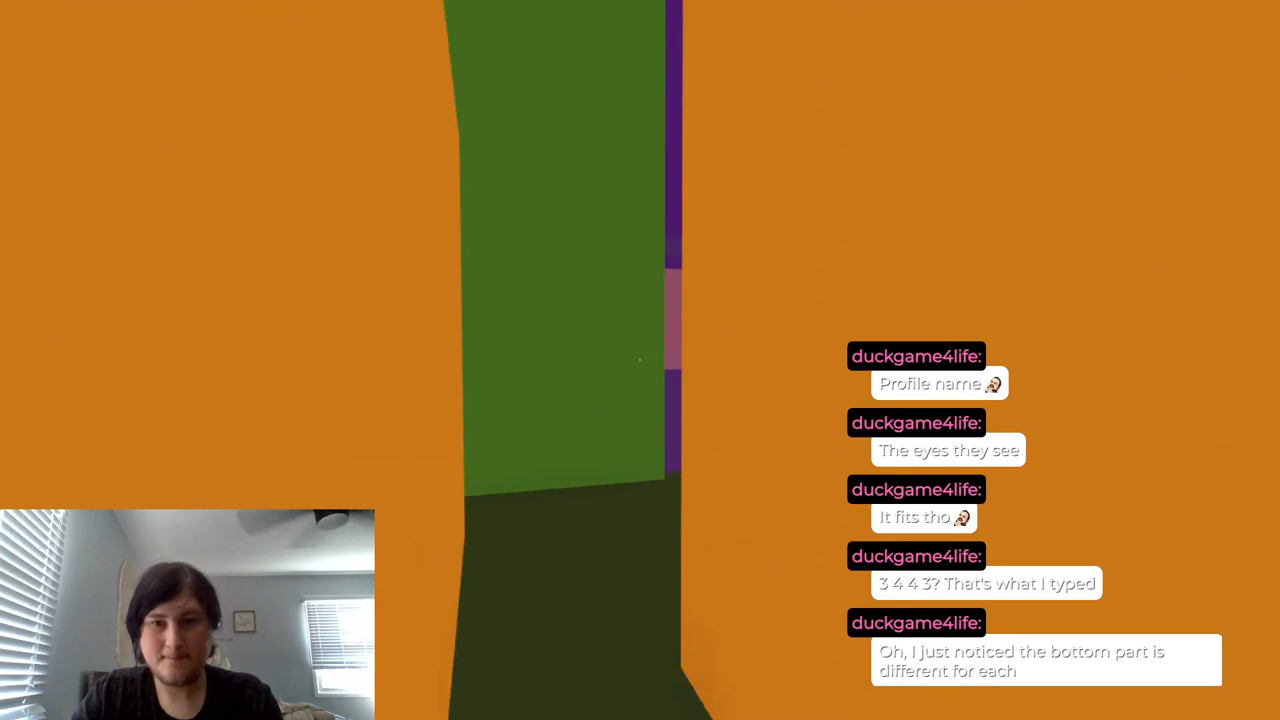 duckgame4life:
Profile name
duckgame4life:
The eyes they see
duckgame4life:
It fits tho
duckgame4life:
3 4 4 3? That's what I typed
duckgame4life:
Oh, I just noticed the bottom part is
different for each